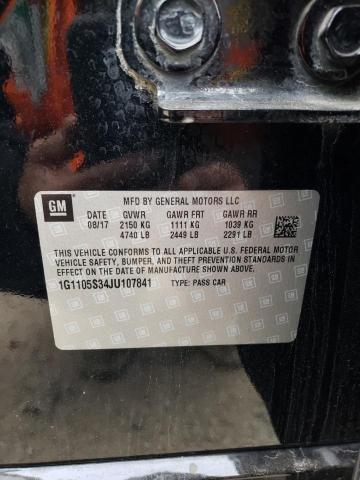 GM
MFD BY GENERAL MOTORS LLC
DATE GVWR GAWR FRT GAWR RR
08/17 2150 KG 1111 KG 1039 KG
4740 LB 2449 LB 2291 LB
THIS VEHICLE CONFORMS TO ALL APPLICABLE U.S. FEDERAL MOTOR
VEHICLE SAFETY, BUMPER, AND THEFT PREVENTION STANDARDS IN
EFFECT ON THE DATE OF MANUFACTURE SHOWN ABOVE.
1G1105S34JU107841 TYPE: PASS CAR